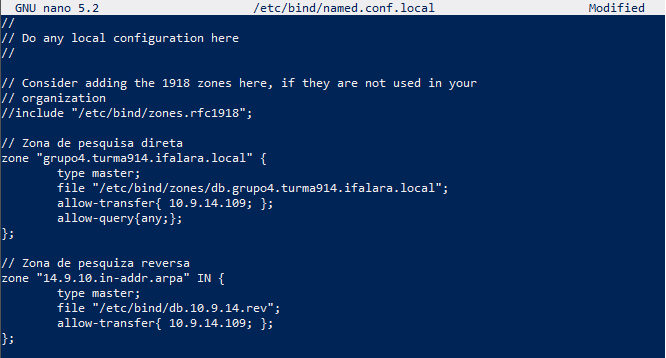 GNU nano 5.2 /etc/bind/named.conf.local Modified
//
// Do any local configuration here
//
// Consider adding the 1918 zones here, if they are not used in your
// organization
//include "/etc/bind/zones.rfc1918";
// Zona de pesquisa direta
zone "grupo4.turma914.ifalara.local" {
type master;
file "/etc/bind/zones/db.grupo4.turma914.ifalara.local";
allow-transfer{ 10.9.14.109; };
allow-query{any;};
};
// Zona de pesquiza reversa
zone "14.9.10.in-addr.arpa" IN {
type master;
file "/etc/bind/db.10.9.14.rev";
allow-transfer{ 10.9.14.109; };
};